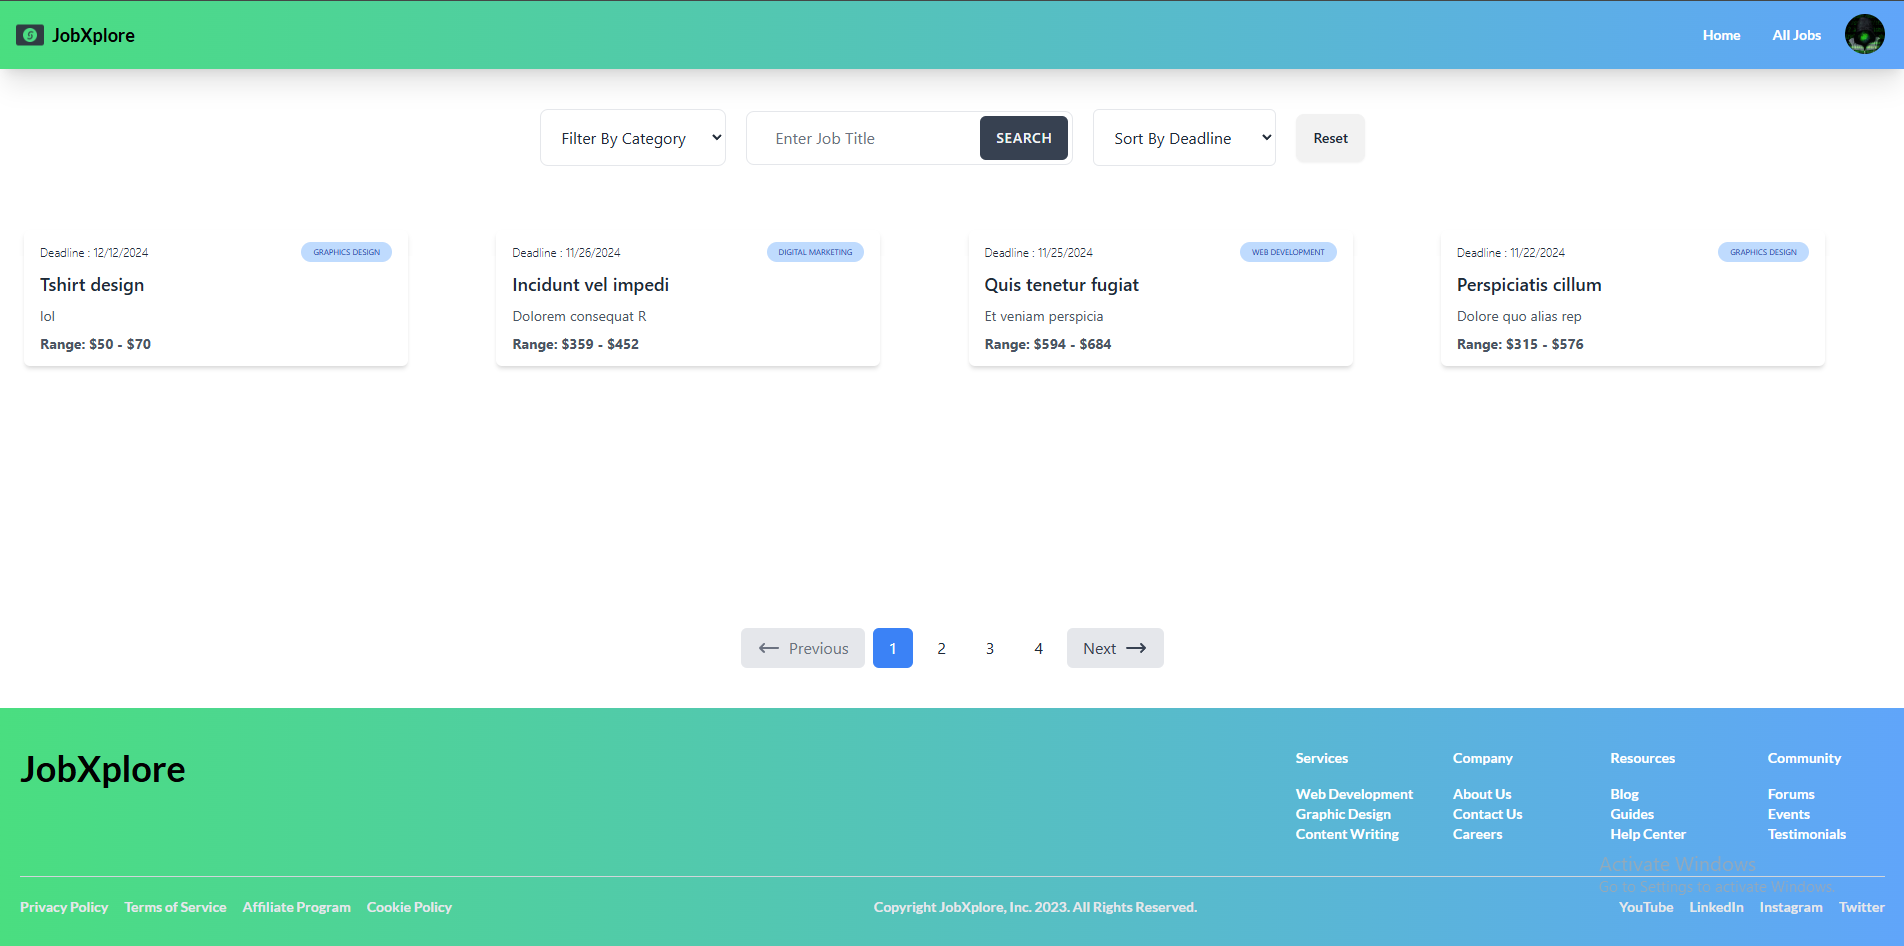 JobXplore
Home
All Jobs
Filter By Category
Enter Job Title
SEARCH
Sort By Deadline
Reset
Deadline : 12/12/2024
GRAPHICS DESIGN
Tshirt design
lol
Range: $50 - $70
Deadline : 11/26/2024
DIGITAL MARKETING
Incidunt vel impedi
Dolorem consequat R
Range: $359 - $452
Deadline : 11/25/2024
WEB DEVELOPMENT
Quis tenetur fugiat
Et veniam perspicia
Range: $594 - $684
Deadline : 11/22/2024
GRAPHICS DESIGN
Perspiciatis cillum
Dolore quo alias rep
Range: $315 - $576
Previous
1
2
3
4
Next
JobXplore
Services
Web Development
Graphic Design
Content Writing
Company
About Us
Contact Us
Careers
Resources
Blog
Guides
Help Center
Community
Forums
Events
Testimonials
Activate Windows
Go to Settings to activate Windows.
Privacy Policy
Terms of Service
Affiliate Program
Cookie Policy
Copyright JobXplore, Inc. 2023. All Rights Reserved.
YouTube
LinkedIn
Instagram
Twitter